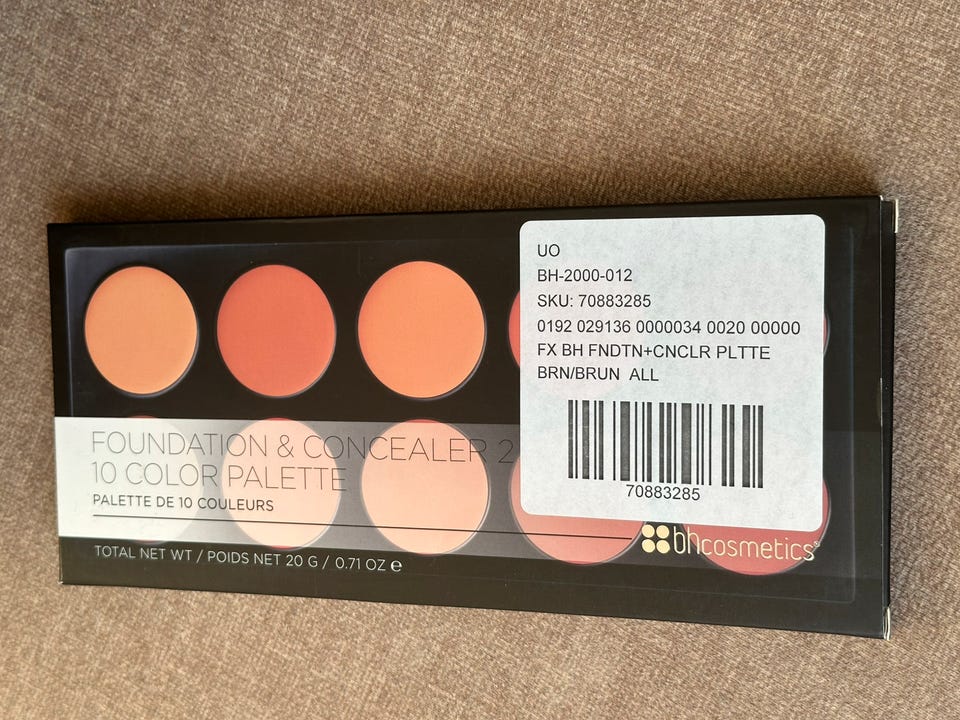 UO
BH-2000-012
SKU: 70883285
0192 029136 0000034 0020 00000
FX BH FNDTN+CNCLR PLTTE
BRN/BRUN ALL
70883285
FOUNDATION & CONCEALER 2
10 COLOR PALETTE
PALETTE DE 10 COULEURS
TOTAL NET WT / POIDS NET 20 G / 0.71 OZ ℮
bhcosmetics®